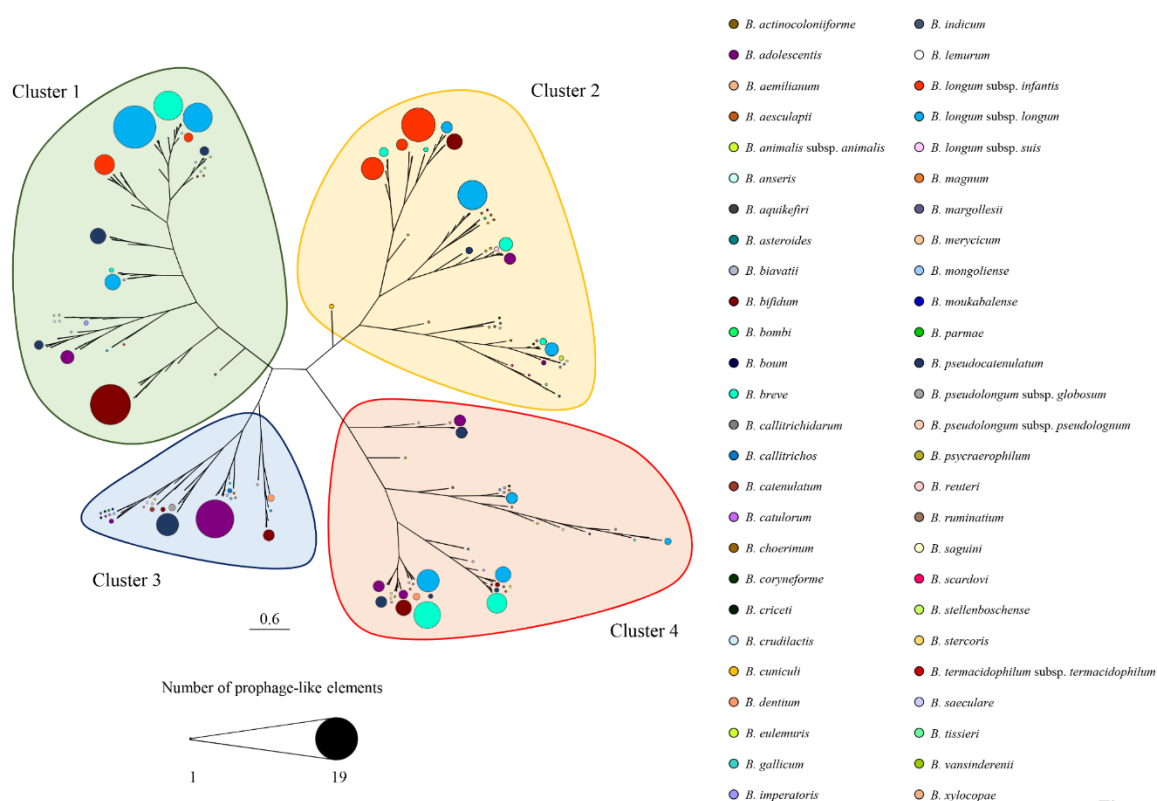 Cluster 1
Cluster 2
Cluster 3
Cluster 4
0.6
Number of prophage-like elements
1
19
B. actinocoloniiforme
B. adolescentis
B. aemilianum
B. aesculapii
B. animalis subsp. animalis
B. anseris
B. aquikefiri
B. asteroides
B. biavatii
B. bifidum
B. bombi
B. boum
B. breve
B. callitrichidarum
B. callitrichos
B. catenulatum
B. catulorum
B. choerimum
B. coryneforme
B. criceti
B. crudilactis
B. cuniculi
B. dentium
B. eulemuris
B. gallicum
B. imperatoris
B. indicum
B. lemurum
B. longum subsp. infantis
B. longum subsp. longum
B. longum subsp. suis
B. magnum
B. margollesii
B. merycicum
B. mongoliense
B. moukabalense
B. parmae
B. pseudocatenulatum
B. pseudolongum subsp. globosum
B. pseudolongum subsp. pseudolognum
B. psycraerophilum
B. reuteri
B. ruminatium
B. saguini
B. scardovi
B. stellenboschense
B. stercoris
B. termacidophilum subsp. termacidophilum
B. saeculare
B. tissieri
B. vansinderenii
B. xylocopae